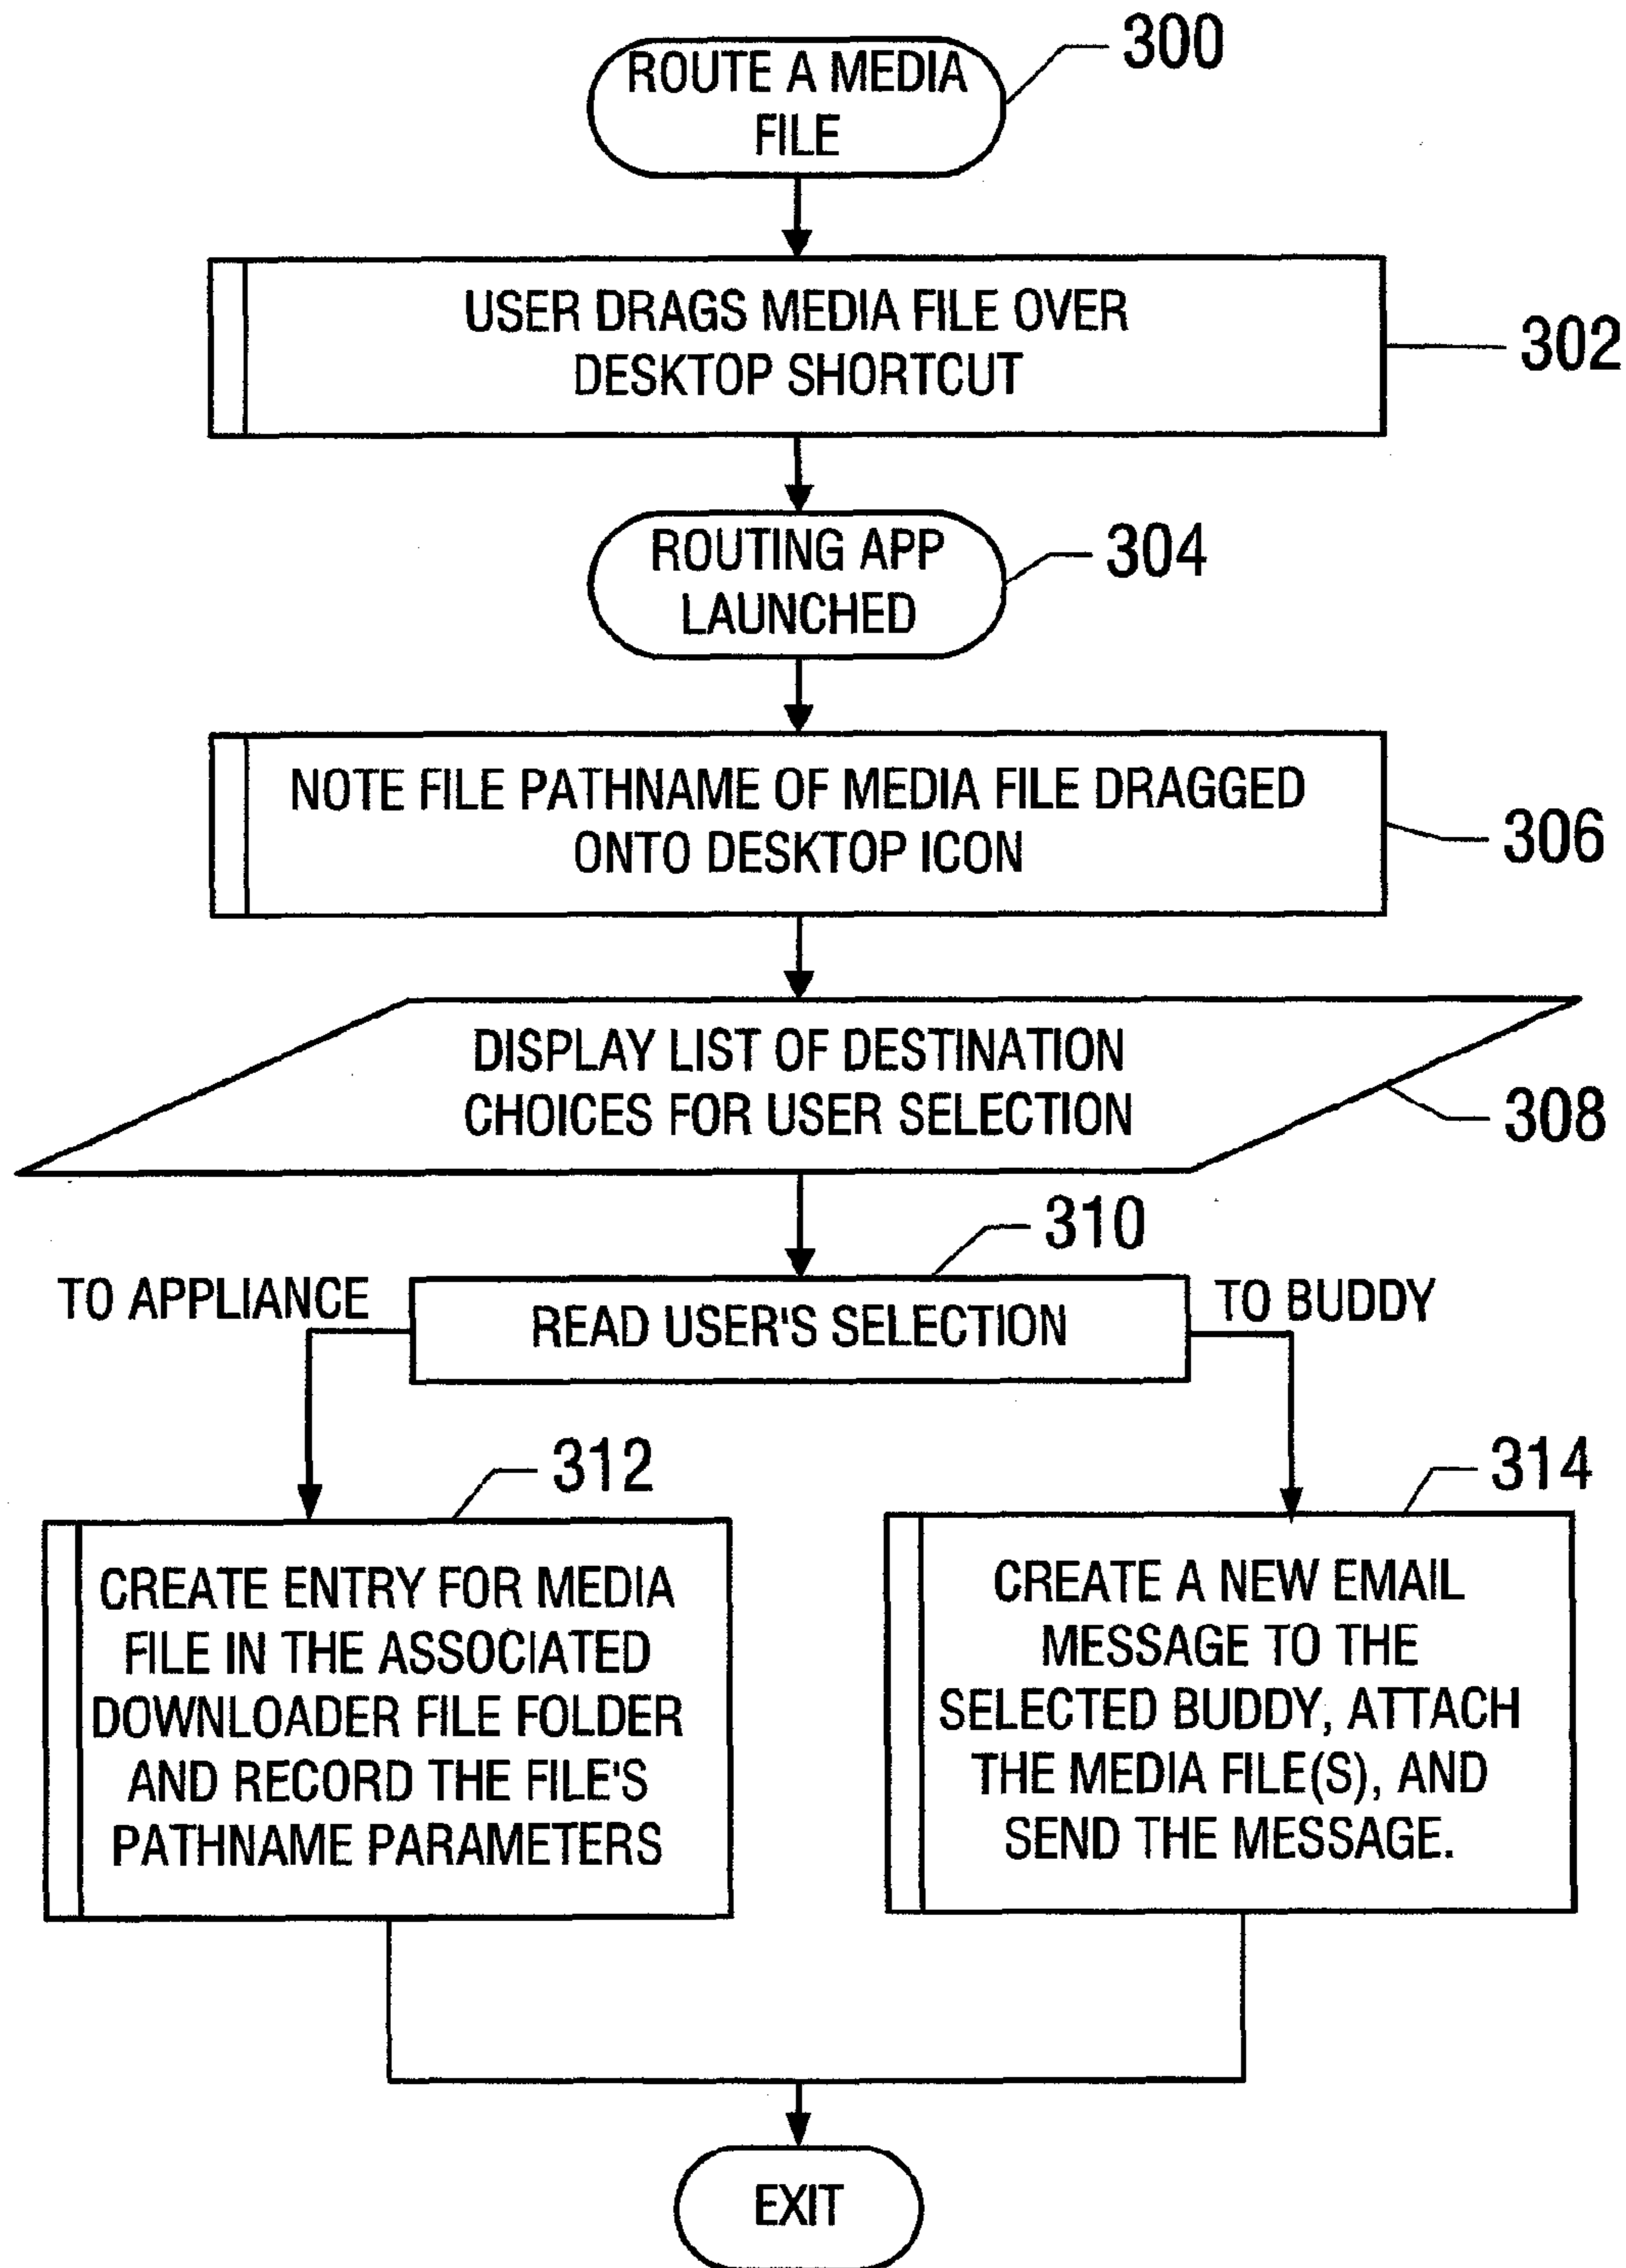 ROUTE A MEDIA
FILE
300
USER DRAGS MEDIA FILE OVER
DESKTOP SHORTCUT
302
ROUTING APP
LAUNCHED
304
NOTE FILE PATHNAME OF MEDIA FILE DRAGGED
ONTO DESKTOP ICON
306
DISPLAY LIST OF DESTINATION
CHOICES FOR USER SELECTION
308
310
TO APPLIANCE
READ USER'S SELECTION
TO BUDDY
312
CREATE ENTRY FOR MEDIA
FILE IN THE ASSOCIATED
DOWNLOADER FILE FOLDER
AND RECORD THE FILE'S
PATHNAME PARAMETERS
314
CREATE A NEW EMAIL
MESSAGE TO THE
SELECTED BUDDY, ATTACH
THE MEDIA FILE(S), AND
SEND THE MESSAGE.
EXIT